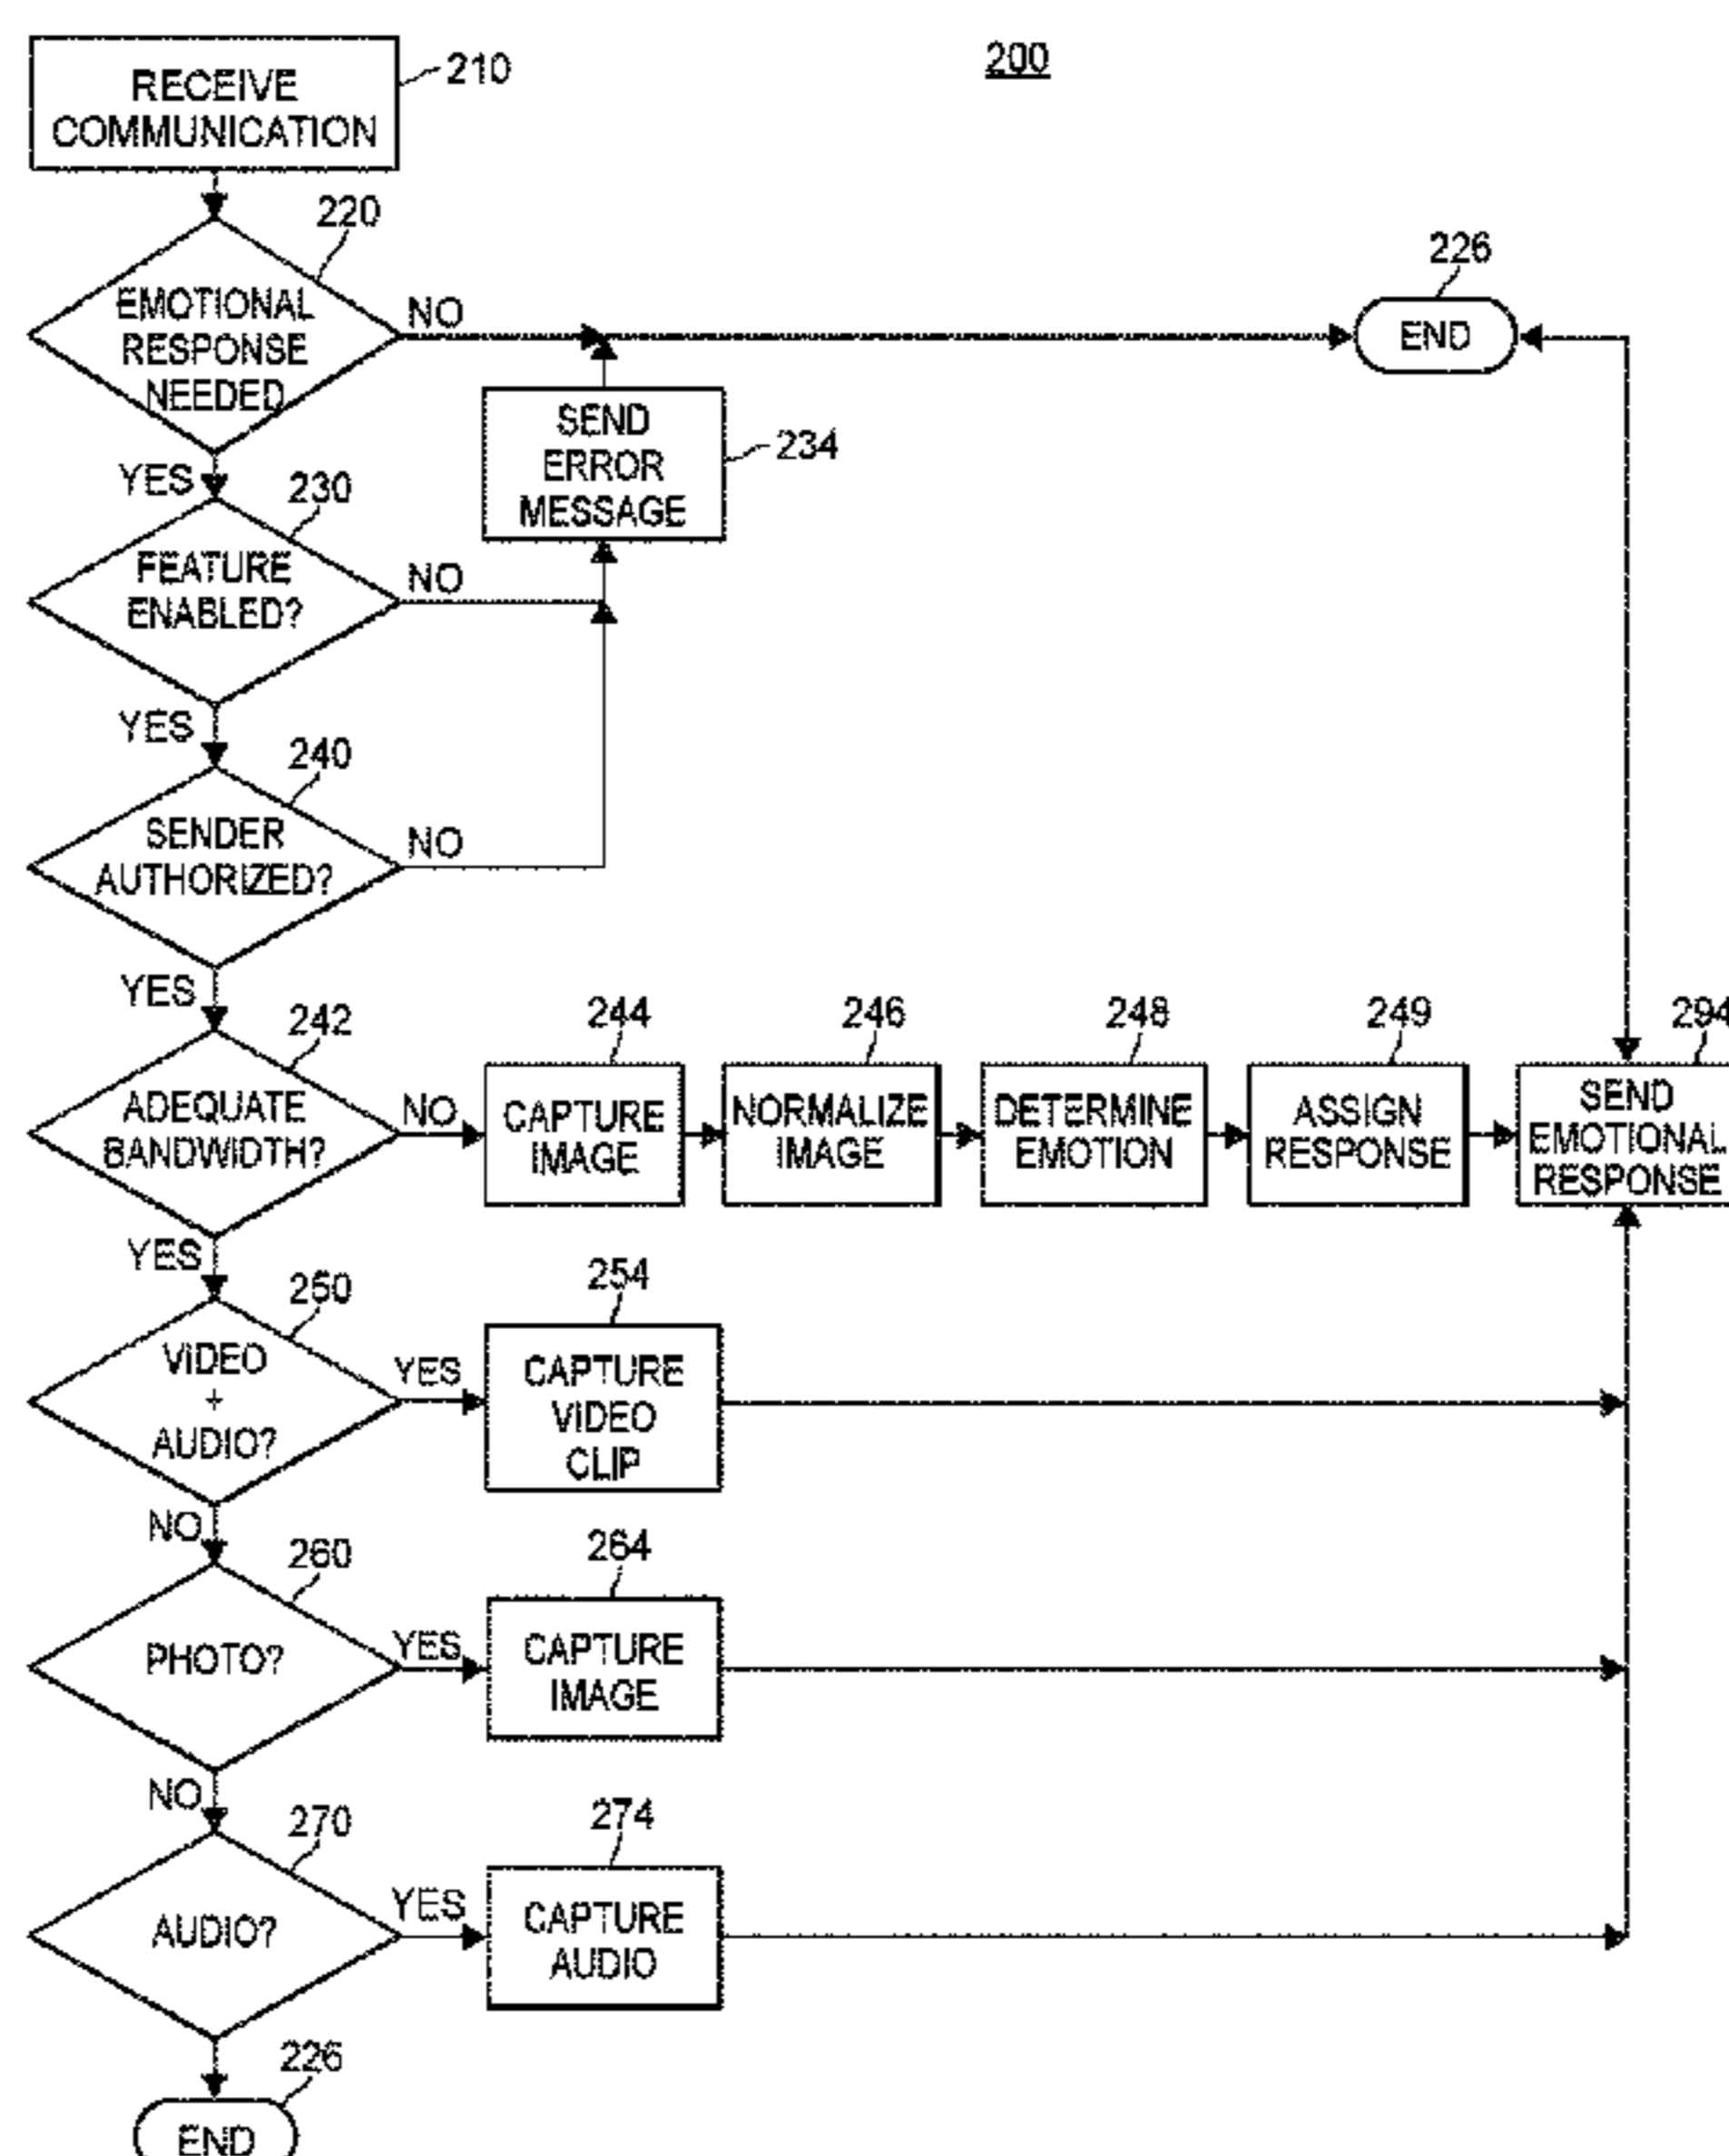 200
RECEIVE
COMMUNICATION
210
220
EMOTIONAL
RESPONSE
NEEDED
NO
226
END
YES
SEND
ERROR
MESSAGE
234
230
FEATURE
ENABLED?
NO
YES
240
SENDER
AUTHORIZED?
NO
YES
242
ADEQUATE
BANDWIDTH?
NO
244
CAPTURE
IMAGE
246
NORMALIZE
IMAGE
248
DETERMINE
EMOTION
249
ASSIGN
RESPONSE
294
SEND
EMOTIONAL
RESPONSE
YES
250
VIDEO
+
AUDIO?
YES
254
CAPTURE
VIDEO
CLIP
NO
260
PHOTO?
YES
264
CAPTURE
IMAGE
NO
270
AUDIO?
YES
274
CAPTURE
AUDIO
226
END